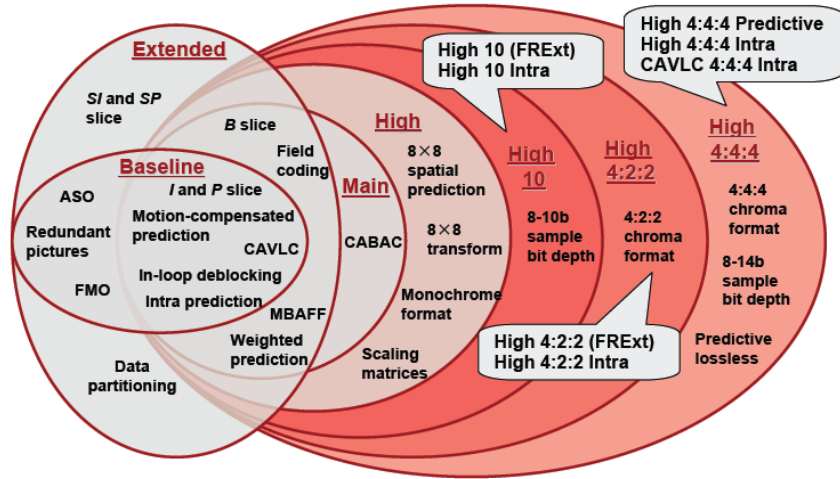 Extended
SI and SP
slice
Baseline
ASO
Redundant
pictures
FMO
I and P slice
Motion-compensated
prediction
CAVLC
In-loop deblocking
Intra prediction
Data
partitioning
B slice
Field
coding
MBAFF
Weighted
prediction
Main
CABAC
High
8×8
spatial
prediction
8×8
transform
Monochrome
format
Scaling
matrices
High 10 (FRExt)
High 10 Intra
High
10
8-10b
sample
bit depth
High
4:2:2
4:2:2
chroma
format
High 4:2:2 (FRExt)
High 4:2:2 Intra
High 4:4:4 Predictive
High 4:4:4 Intra
CAVLC 4:4:4 Intra
High
4:4:4
4:4:4
chroma
format
8-14b
sample
bit depth
Predictive
lossless